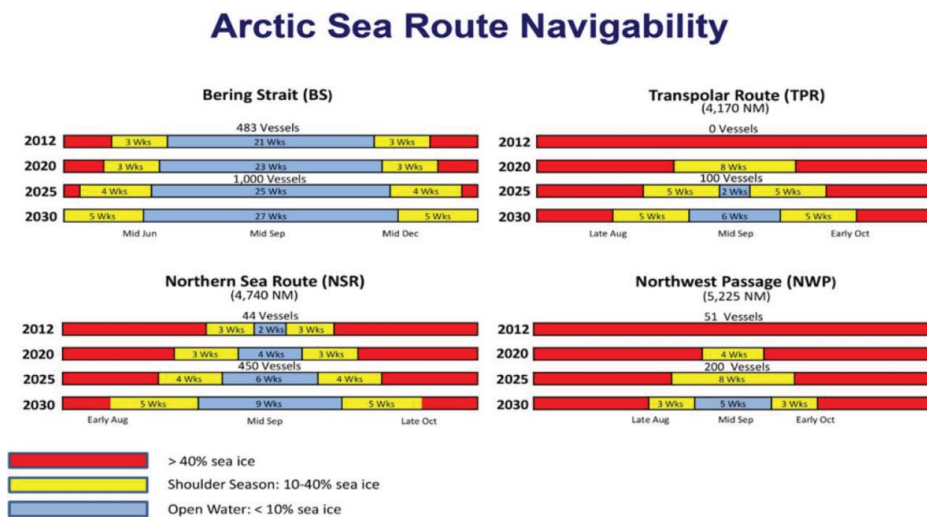 Arctic Sea Route Navigability
Bering Strait (BS)
483 Vessels
2012 3 Wks 21 Wks 3 Wks
2020 3 Wks 23 Wks 3 Wks
1,000 Vessels
2025 4 Wks 25 Wks 4 Wks
2030 5 Wks 27 Wks 5 Wks
Mid Jun Mid Sep Mid Dec
Transpolar Route (TPR)
(4,170 NM)
0 Vessels
2012
2020 8 Wks
100 Vessels
2025 5 Wks 2 Wks 5 Wks
2030 5 Wks 6 Wks 5 Wks
Late Aug Mid Sep Early Oct
Northern Sea Route (NSR)
(4,740 NM)
44 Vessels
2012 3 Wks 2 Wks 3 Wks
2020 3 Wks 4 Wks 3 Wks
450 Vessels
2025 4 Wks 6 Wks 4 Wks
2030 5 Wks 9 Wks 5 Wks
Early Aug Mid Sep Late Oct
Northwest Passage (NWP)
(5,225 NM)
51 Vessels
2012
2020 4 Wks
200 Vessels
2025 8 Wks
2030 3 Wks 5 Wks 3 Wks
Late Aug Mid Sep Early Oct
> 40% sea ice
Shoulder Season: 10-40% sea ice
Open Water: < 10% sea ice